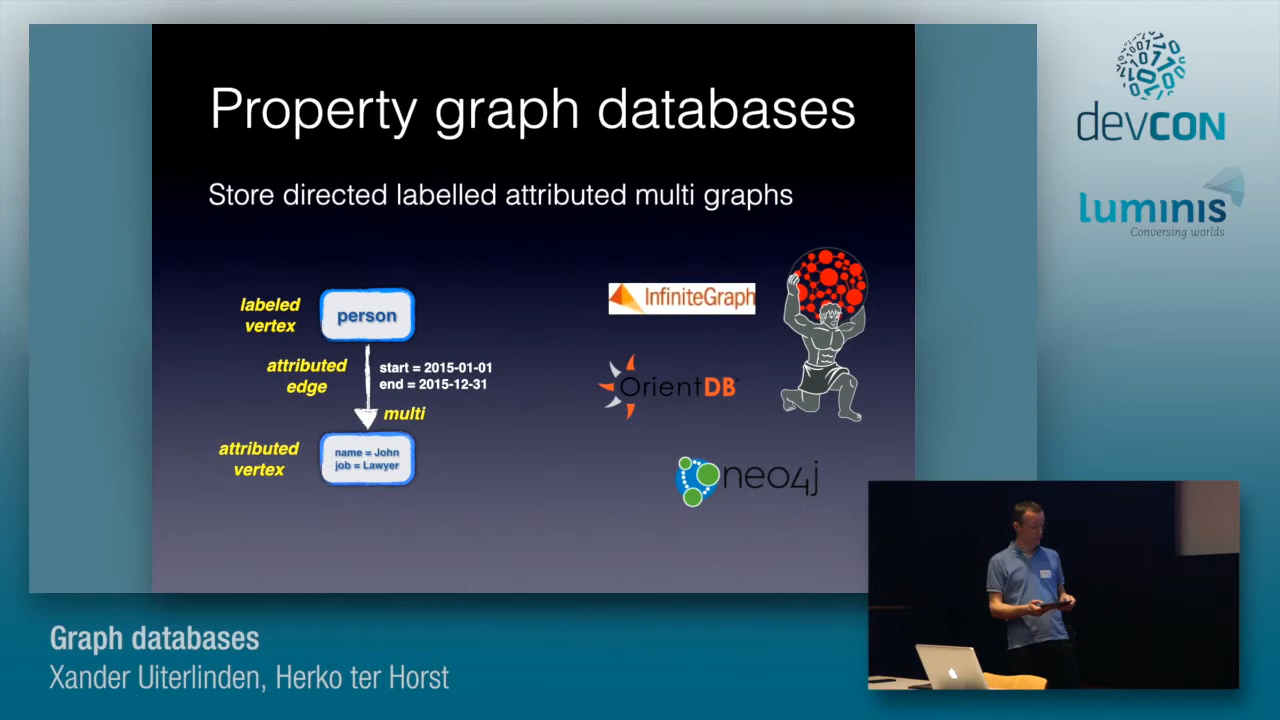 Property graph databases
Store directed labelled attributed multi graphs
labeled
vertex
person
attributed
edge
start = 2015-01-01
end = 2015-12-31
multi
attributed
vertex
name = John
job = Lawyer
InfiniteGraph
OrientDB
neo4j
devcon
luminis
Conversing worlds
Graph databases
Xander Uiterlinden, Herko ter Horst